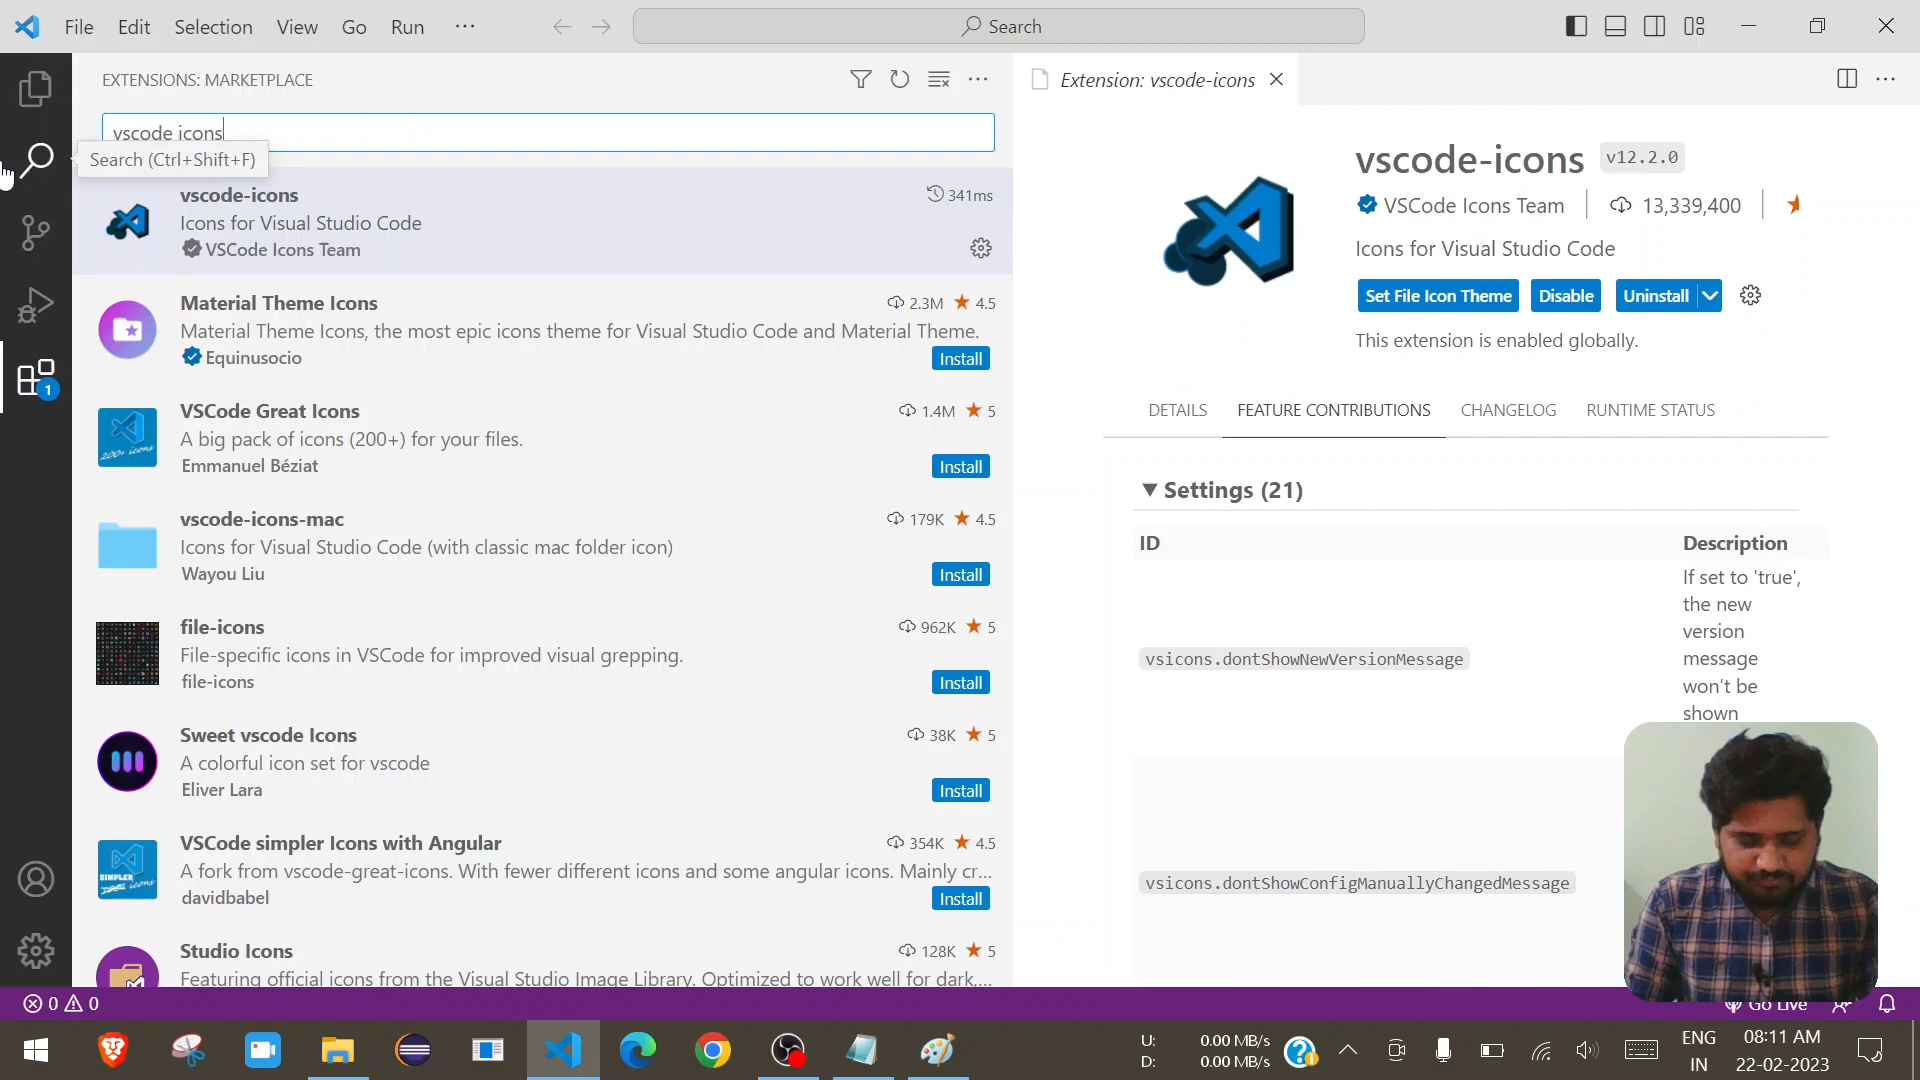 File Edit Selection View Go Run ···
Search
EXTENSIONS: MARKETPLACE
Extension: vscode-icons
vscode icons
Search (Ctrl+Shift+F)
vscode-icons
341ms
Icons for Visual Studio Code
VSCode Icons Team
Material Theme Icons
2.3M ★ 4.5
Material Theme Icons, the most epic icons theme for Visual Studio Code and Material Theme.
Equinusocio
Install
VSCode Great Icons
1.4M ★ 5
A big pack of icons (200+) for your files.
Emmanuel Béziat
Install
200+ icons
vscode-icons-mac
179K ★ 4.5
Icons for Visual Studio Code (with classic mac folder icon)
Wayou Liu
Install
file-icons
962K ★ 5
File-specific icons in VSCode for improved visual grepping.
file-icons
Install
Sweet vscode Icons
38K ★ 5
A colorful icon set for vscode
Eliver Lara
Install
VSCode simpler Icons with Angular
354K ★ 4.5
A fork from vscode-great-icons. With fewer different icons and some angular icons. Mainly cr...
davidbabel
Install
SIMPLER
Studio Icons
128K ★ 5
Featuring official icons from the Visual Studio Image Library. Optimized to work well for dark,...
vscode-icons v12.2.0
VSCode Icons Team
13,339,400
Icons for Visual Studio Code
Set File Icon Theme
Disable
Uninstall
This extension is enabled globally.
DETAILS FEATURE CONTRIBUTIONS CHANGELOG RUNTIME STATUS
Settings (21)
ID
Description
vsicons.dontShowNewVersionMessage
If set to 'true',
the new
version
message
won't be
shown
vsicons.dontShowConfigManuallyChangedMessage
1
0 0
Go Live
U: 0.00 MB/s
D: 0.00 MB/s
ENG
IN
08:11 AM
22-02-2023